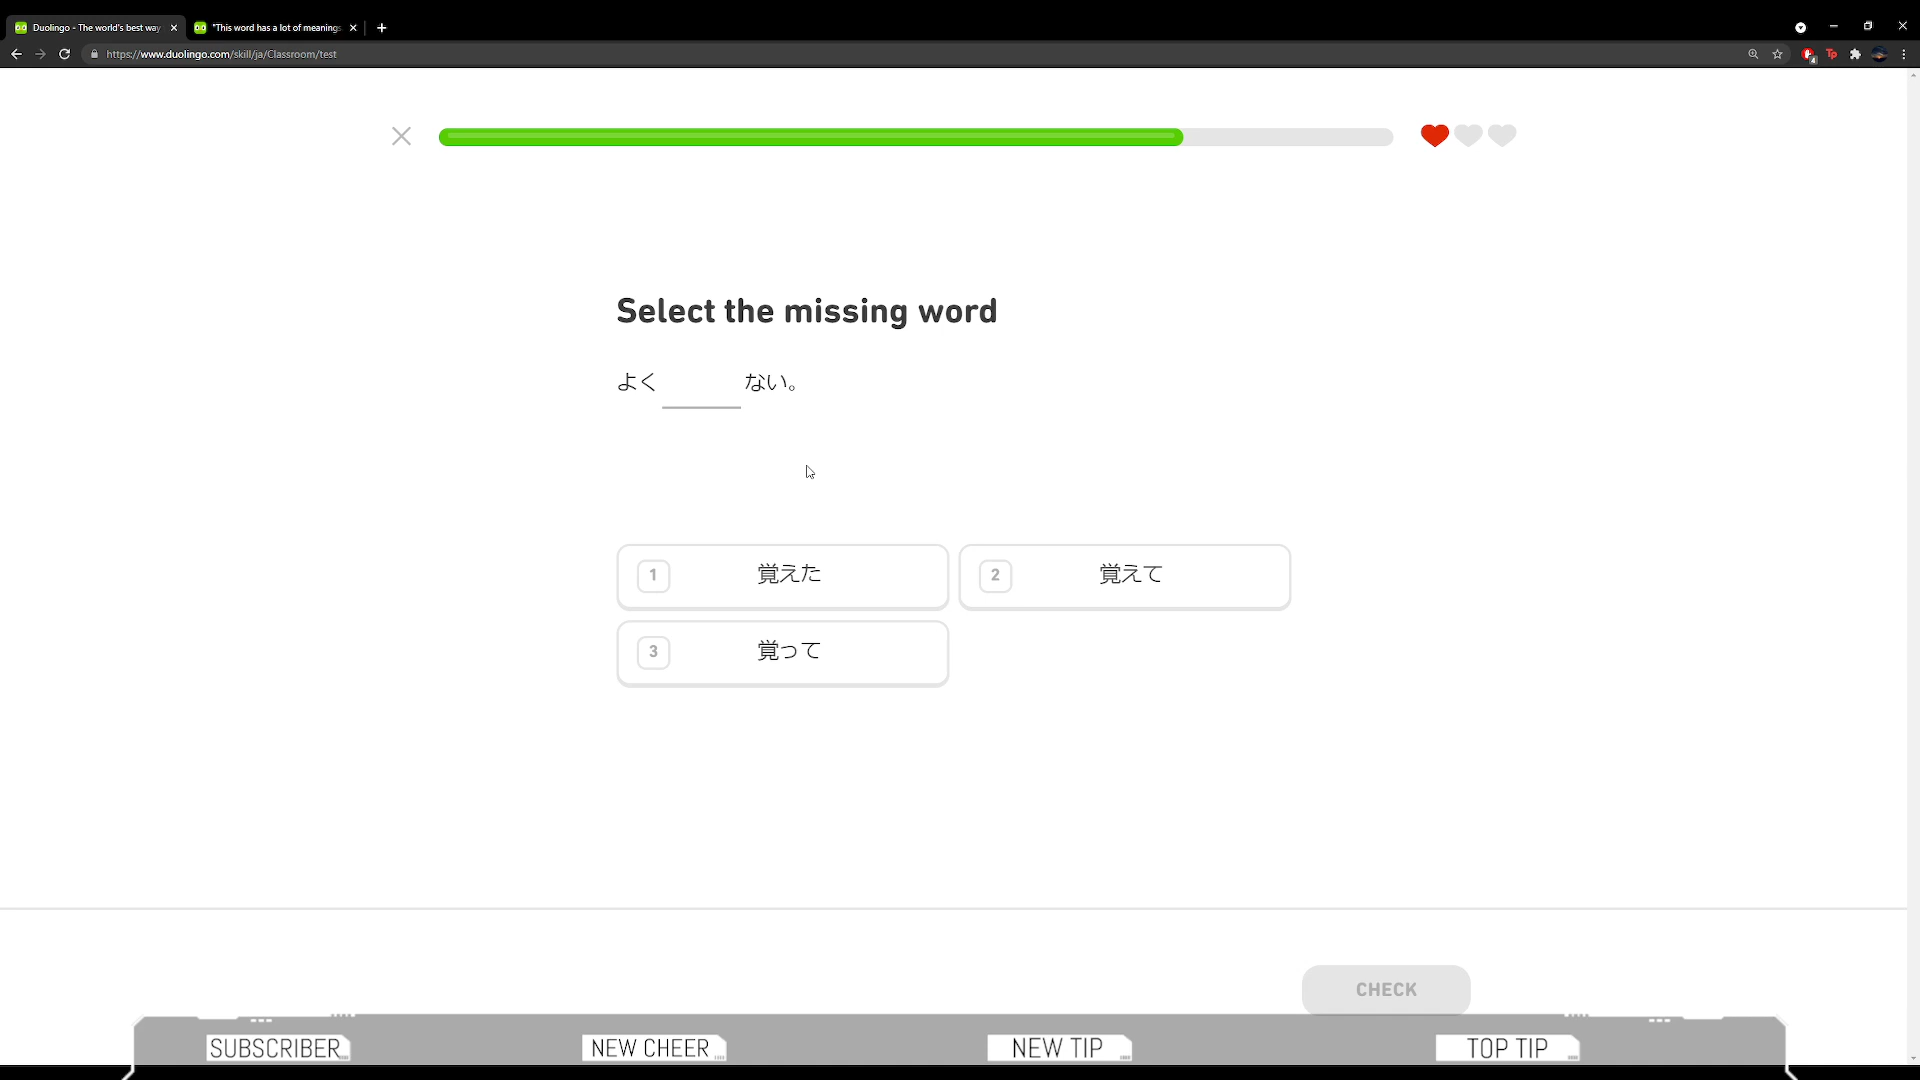 Duolingo - The world's best way
"This word has a lot of meanings
https://www.duolingo.com/skill/ja/Classroom/test
Select the missing word
よく ない。
1 覚えた
2 覚えて
3 覚って
CHECK
SUBSCRIBER
NEW CHEER
NEW TIP
TOP TIP